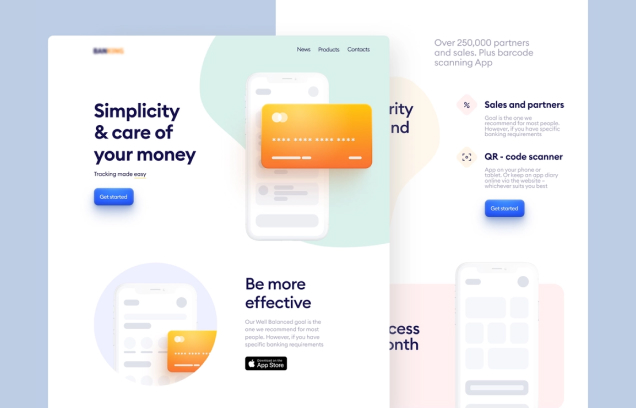 News Products Contacts
Simplicity
& care of
your money
Tracking made easy
Get started
Be more
effective
Our Well Balanced goal is the
one we recommend for most
people. However, if you have
specific banking requirements
Download on the
App Store
Over 250,000 partners
and sales. Plus barcode
scanning App
rity
nd
Sales and partners
Goal is the one we
recommend for most people.
However, if you have specific
banking requirements
QR - code scanner
App on your phone or
tablet. Or keep an app diary
online via the website -
whichever suits you best
Get started
cess
onth